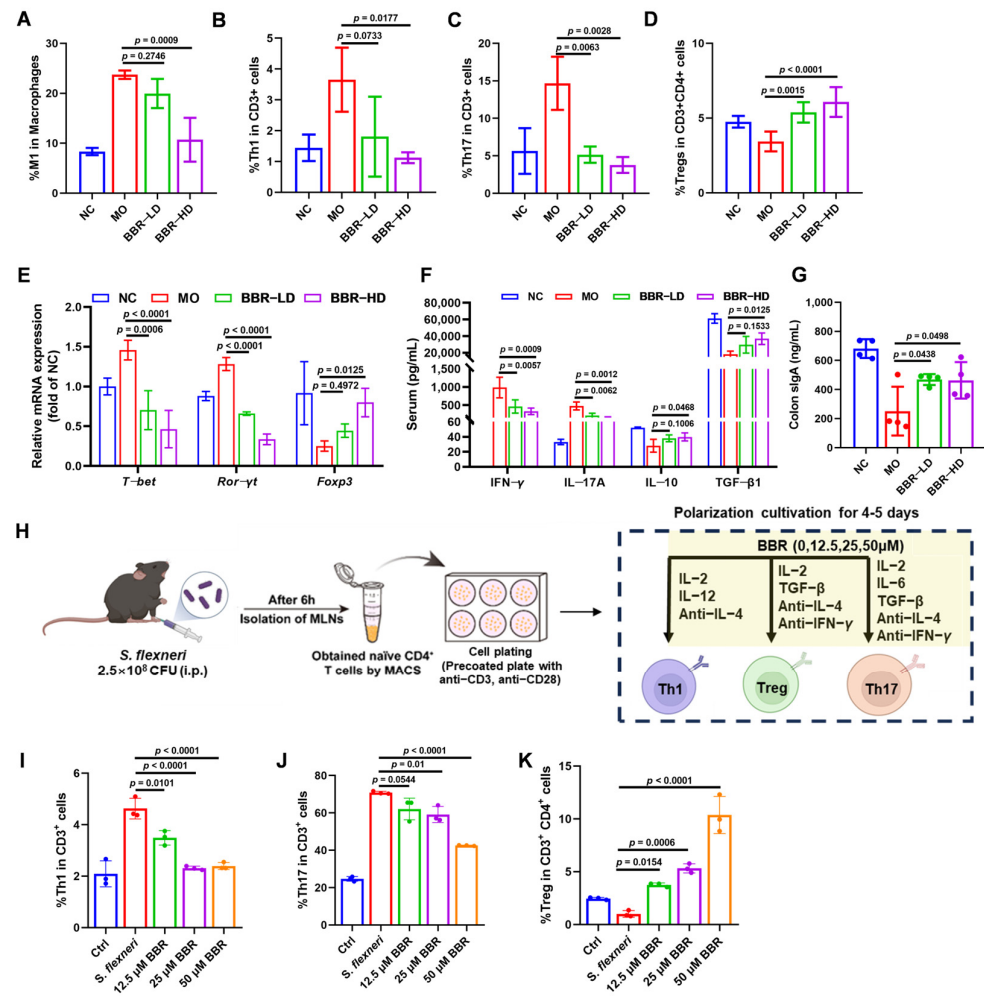 A
%M1 in Macrophages
30
20
10
0
p = 0.0009
p = 0.2746
NC
MO
BBR−LD
BBR−HD
B
%Th1 in CD3+ cells
5
4
3
2
1
0
p = 0.0177
p = 0.0733
NC
MO
BBR−LD
BBR−HD
C
%Th17 in CD3+ cells
20
15
10
5
0
p = 0.0028
p = 0.0063
NC
MO
BBR−LD
BBR−HD
D
%Tregs in CD3+CD4+ cells
10
5
0
p < 0.0001
p = 0.0015
NC
MO
BBR−LD
BBR−HD
E
NC MO BBR−LD BBR−HD
Relative mRNA expression
(fold of NC)
2.0
1.5
1.0
0.5
0.0
p < 0.0001
p = 0.0006
p < 0.0001
p < 0.0001
p = 0.0125
p = 0.4972
T−bet Ror−γt Foxp3
F
NC MO BBR−LD BBR−HD
Serum (pg/mL)
80,000
60,000
40,000
20,000
1,500
500
60
40
20
0
p = 0.0009
p = 0.0057
p = 0.0012
p = 0.0062
p = 0.0468
p = 0.1006
p = 0.0125
p = 0.1533
IFN−γ IL−17A IL−10 TGF−β1
G
Colon sIgA (ng/mL)
1,000
800
600
400
200
0
p = 0.0498
p = 0.0438
NC
MO
BBR−LD
BBR−HD
H
S. flexneri
2.5×10⁸ CFU (i.p.)
After 6h
Isolation of MLNs
Obtained naïve CD4⁺
T cells by MACS
Cell plating
(Precoated plate with
anti−CD3, anti−CD28)
Polarization cultivation for 4-5 days
BBR (0,12.5,25,50μM)
IL−2
IL−12
Anti−IL−4
IL−2
TGF−β
Anti−IL−4
Anti−IFN−γ
IL−2
IL−6
TGF−β
Anti−IL−4
Anti−IFN−γ
Th1
Treg
Th17
I
%Th1 in CD3⁺ cells
6
4
2
0
p < 0.0001
p < 0.0001
p = 0.0101
Ctrl
S. flexneri
12.5 μM BBR
25 μM BBR
50 μM BBR
J
%Th17 in CD3⁺ cells
80
60
40
20
0
p < 0.0001
p = 0.01
p = 0.0544
Ctrl
S. flexneri
12.5 μM BBR
25 μM BBR
50 μM BBR
K
%Treg in CD3⁺ CD4⁺ cells
15
10
5
0
p < 0.0001
p = 0.0006
p = 0.0154
Ctrl
S. flexneri
12.5 μM BBR
25 μM BBR
50 μM BBR